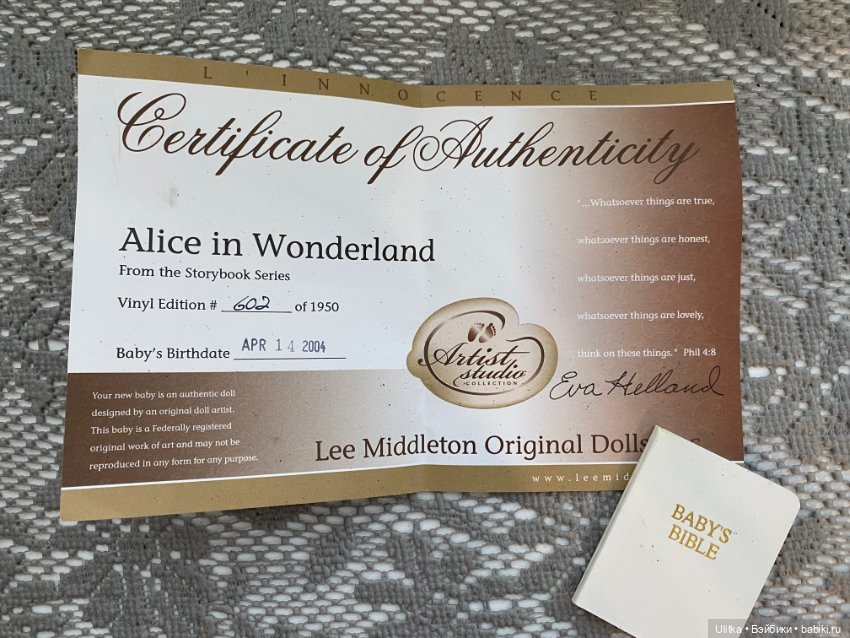 L'INNOCENCE
Certificate of Authenticity
"...Whatsoever things are true,
whatsoever things are honest,
whatsoever things are just,
whatsoever things are lovely,
think on these things." Phil 4:8
Alice in Wonderland
From the Storybook Series
Vinyl Edition # 602 of 1950
Baby's Birthdate APR 14 2004
Artist
studio
COLLECTION
Eva Helland
Your new baby is an authentic doll
designed by an original doll artist.
This baby is a Federally registered
original work of art and may not be
reproduced in any form for any purpose.
Lee Middleton Original Dolls
www.leemid
BABY'S
BIBLE
Ulitka • Бэйбики • babiki.ru